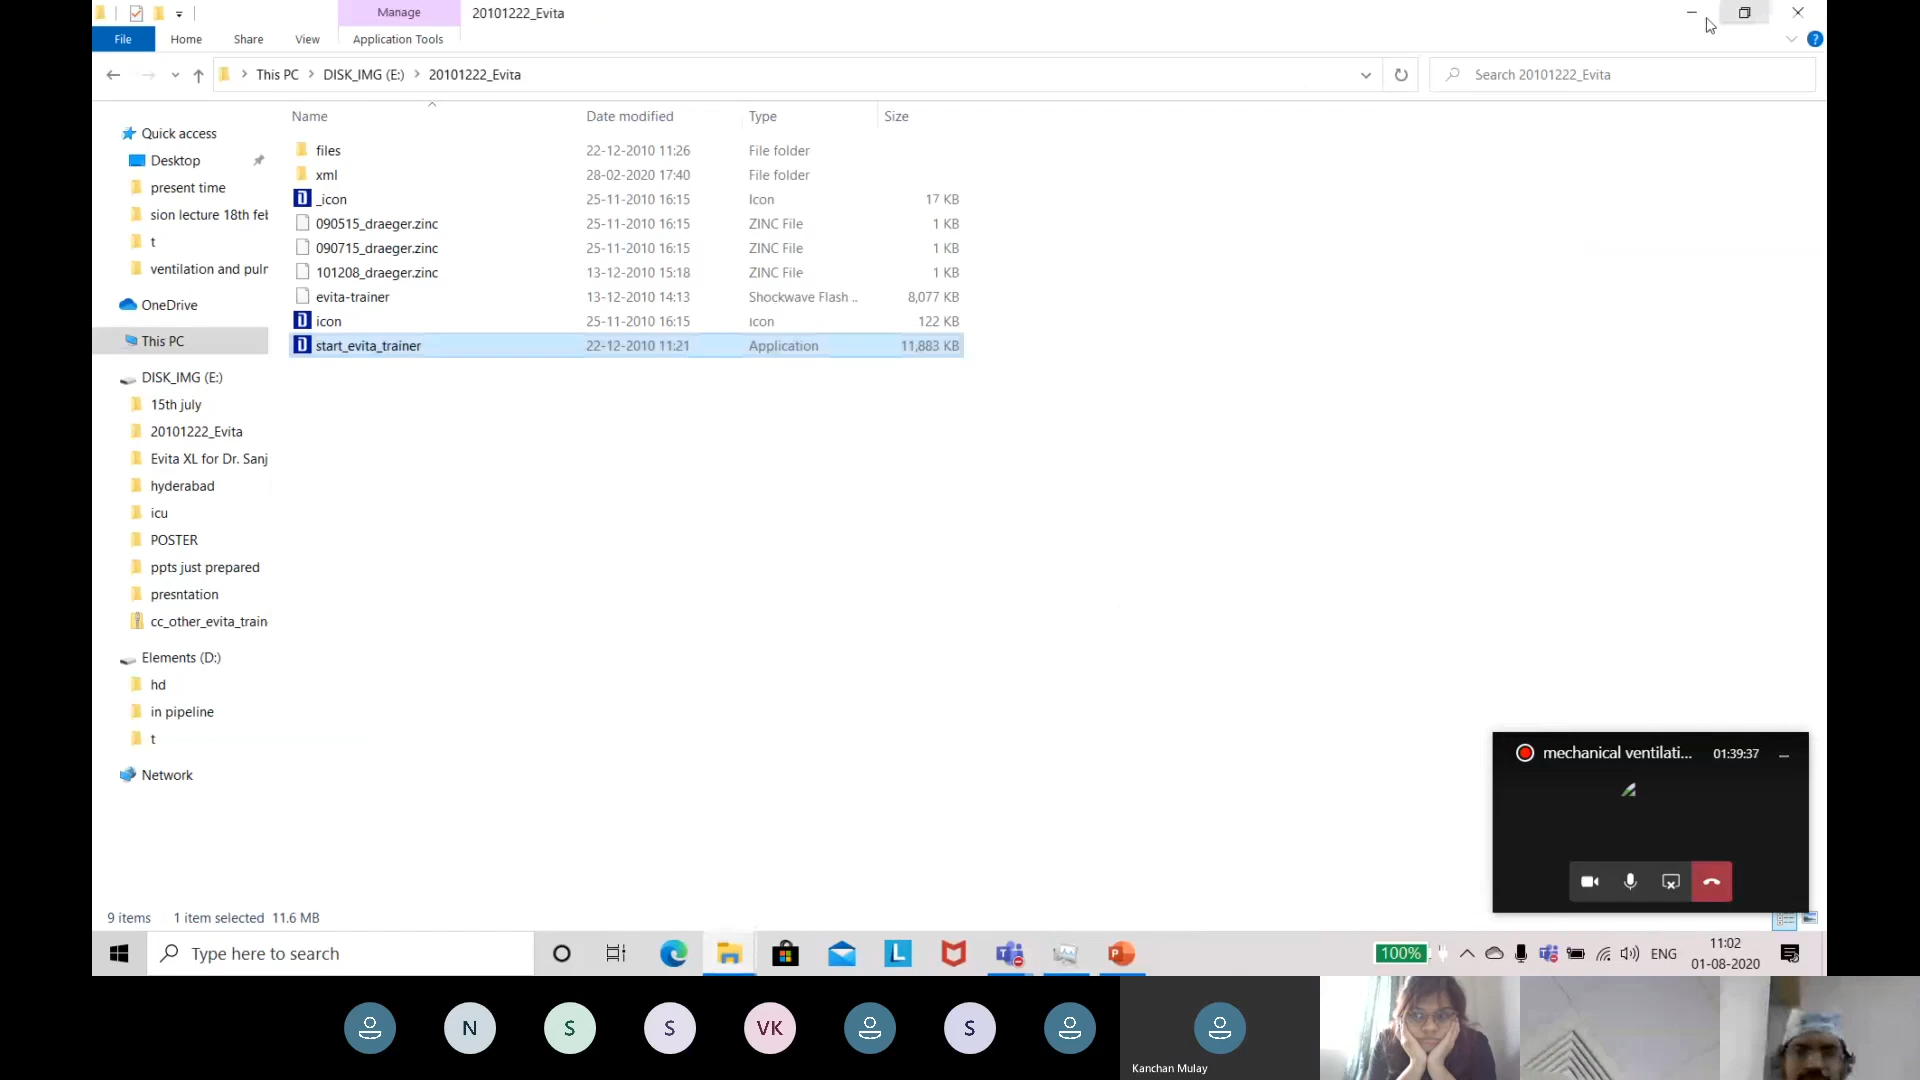 Manage
20101222_Evita
File
Home
Share
View
Application Tools
This PC
DISK_IMG (E:)
20101222_Evita
Search 20101222_Evita
Name
Date modified
Type
Size
files
22-12-2010 11:26
File folder
xml
28-02-2020 17:40
File folder
_icon
25-11-2010 16:15
Icon
17 KB
090515_draeger.zinc
25-11-2010 16:15
ZINC File
1 KB
090715_draeger.zinc
25-11-2010 16:15
ZINC File
1 KB
101208_draeger.zinc
13-12-2010 15:18
ZINC File
1 KB
evita-trainer
13-12-2010 14:13
Shockwave Flash ..
8,077 KB
icon
25-11-2010 16:15
Icon
122 KB
start_evita_trainer
22-12-2010 11:21
Application
11,883 KB
Quick access
Desktop
present time
sion lecture 18th feb
t
ventilation and puln
OneDrive
This PC
DISK_IMG (E:)
15th july
20101222_Evita
Evita XL for Dr. Sanj
hyderabad
icu
POSTER
ppts just prepared
presntation
cc_other_evita_train
Elements (D:)
hd
in pipeline
t
Network
mechanical ventilati...
01:39:37
9 items
1 item selected 11.6 MB
Type here to search
100%
ENG
11:02
01-08-2020
N
S
S
VK
S
Kanchan Mulay